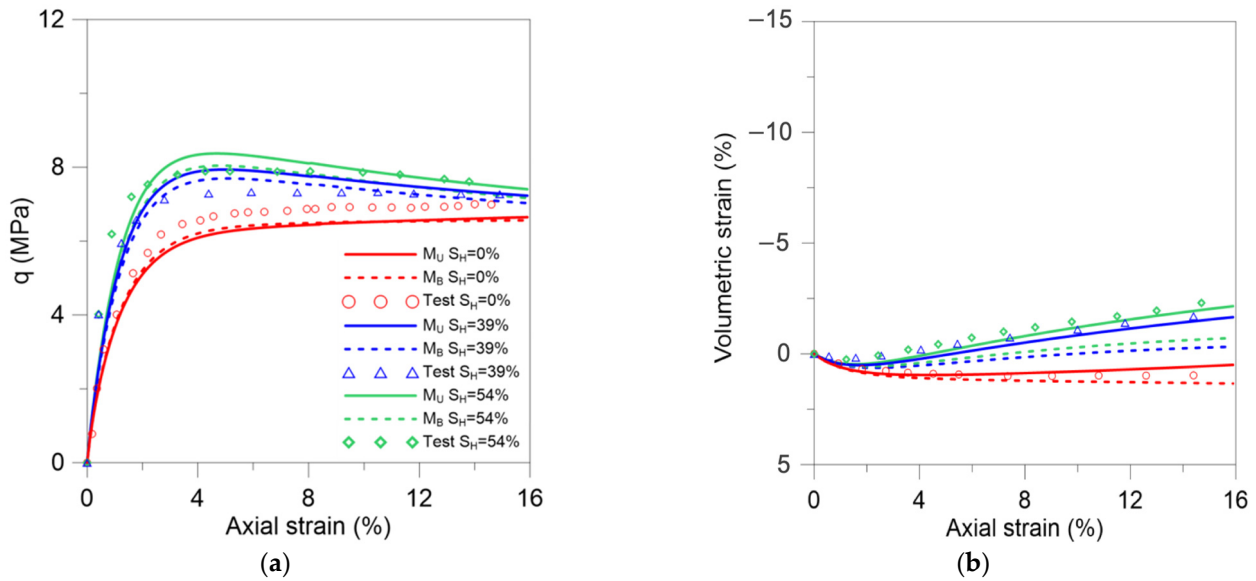 12
8
4
0
q (MPa)
0
4
8
12
16
Axial strain (%)
(a)
M_U S_H=0%
M_B S_H=0%
Test S_H=0%
M_U S_H=39%
M_B S_H=39%
Test S_H=39%
M_U S_H=54%
M_B S_H=54%
Test S_H=54%
−15
−10
−5
0
5
Volumetric strain (%)
0
4
8
12
16
Axial strain (%)
(b)